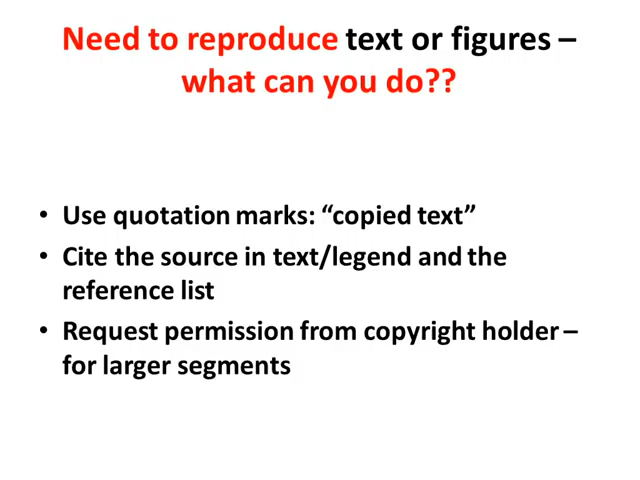 Need to reproduce text or figures –
what can you do??
• Use quotation marks: “copied text”
• Cite the source in text/legend and the
reference list
• Request permission from copyright holder –
for larger segments